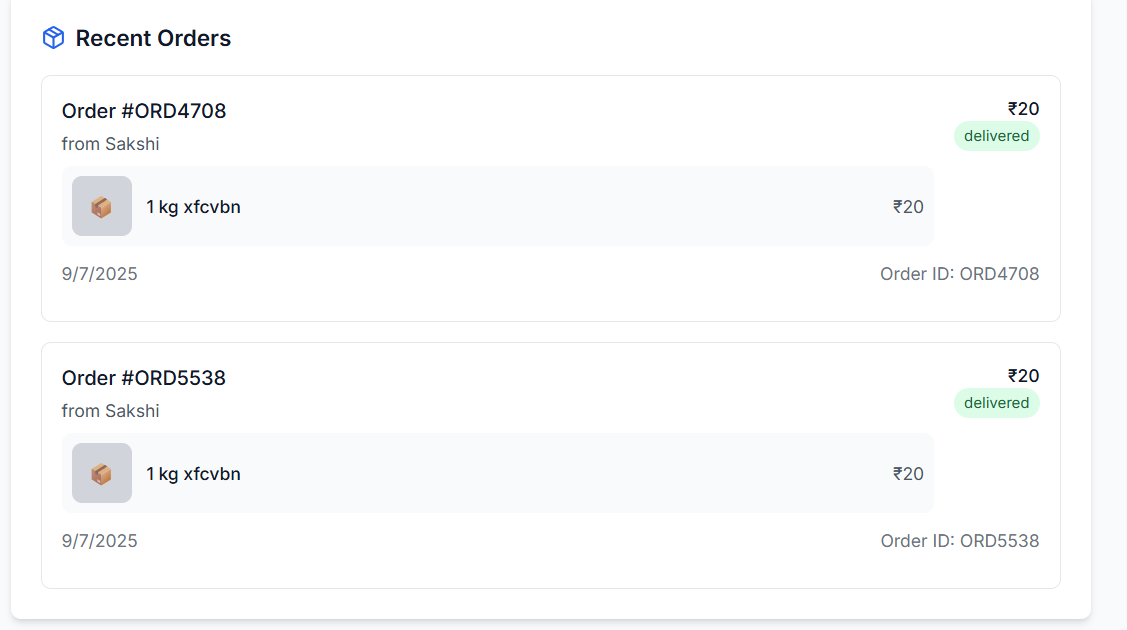 Recent Orders
Order #ORD4708
₹20
from Sakshi
delivered
1 kg xfcvbn
₹20
9/7/2025
Order ID: ORD4708
Order #ORD5538
₹20
from Sakshi
delivered
1 kg xfcvbn
₹20
9/7/2025
Order ID: ORD5538